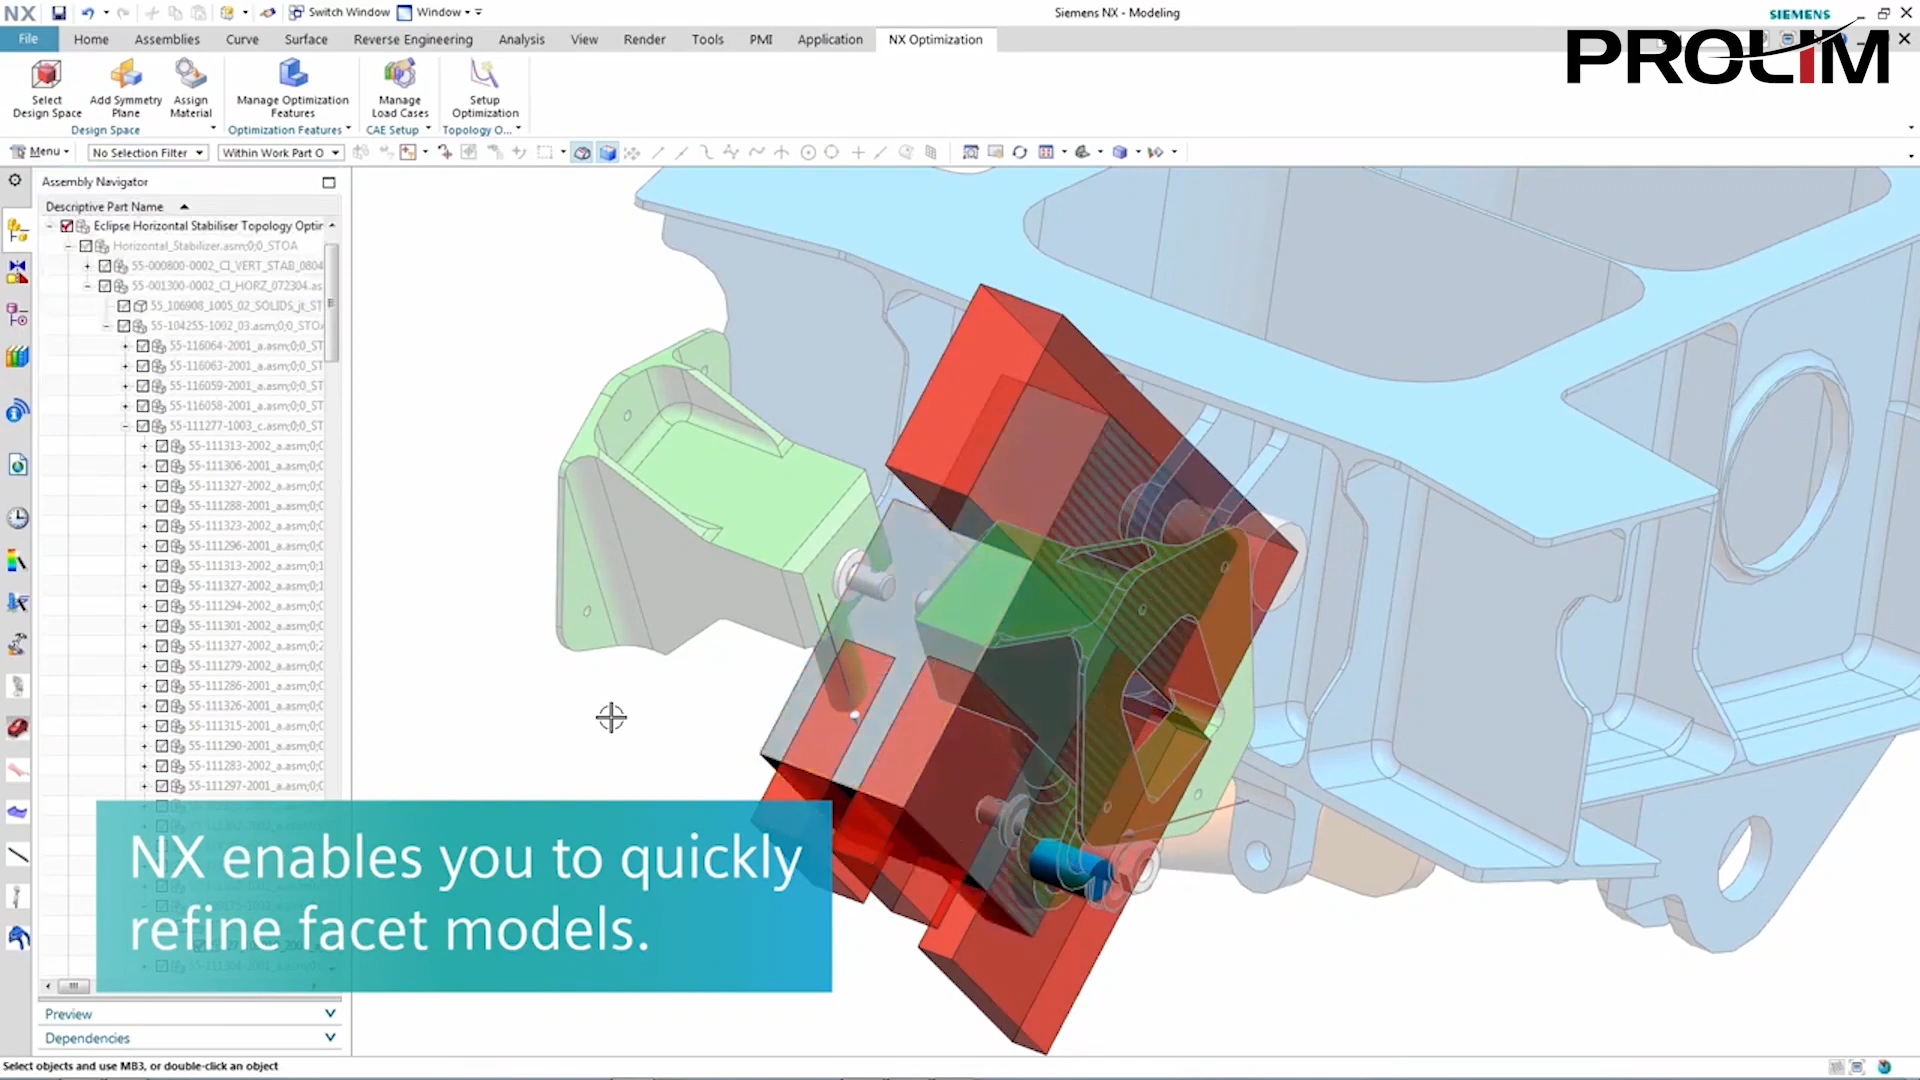 NX
Switch Window
Window
Siemens NX - Modeling
SIEMENS
PROLIM
File
Home
Assemblies
Curve
Surface
Reverse Engineering
Analysis
View
Render
Tools
PMI
Application
NX Optimization
Select Design Space
Add Symmetry Plane
Assign Material
Manage Optimization Features
Manage Load Cases
Setup Optimization
Design Space
Optimization Features
CAE Setup
Topology O...
Menu
No Selection Filter
Within Work Part O
Assembly Navigator
Descriptive Part Name
Eclipse Horizontal Stabiliser Topology Optir
Horizontal_Stabilizer.asm;0;0_STOA
55-000800-0002_CI_VERT_STAB_0804
55-001300-0002_CI_HORZ_072304.as
55_106908_1005_02_SOLIDS_jt_ST
55-104255-1002_03.asm;0;0_STO
55-116064-2001_a.asm;0;0_ST
55-116063-2001_a.asm;0;0_ST
55-116059-2001_a.asm;0;0_ST
55-116058-2001_a.asm;0;0_ST
55-111277-1003_c.asm;0;0_ST
55-111313-2002_a.asm;0;
55-111306-2001_a.asm;0;
55-111327-2002_a.asm;0;
55-111288-2001_a.asm;0;
55-111323-2002_a.asm;0;
55-111296-2001_a.asm;0;
55-111313-2002_a.asm;0;1
55-111327-2002_a.asm;0;1
55-111294-2002_a.asm;0;
55-111301-2002_a.asm;0;
55-111327-2002_a.asm;0;2
55-111279-2002_a.asm;0;
55-111286-2001_a.asm;0;
55-111326-2002_a.asm;0;
55-111315-2001_a.asm;0;
55-111290-2001_a.asm;0;
55-111283-2002_a.asm;0;
55-111297-2001_a.asm;0;
NX enables you to quickly
refine facet models.
Preview
Dependencies
Select objects and use MB3, or double-click an object